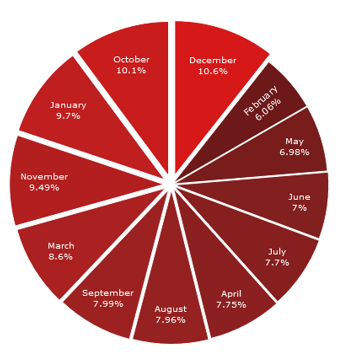 December
10.6%
February
6.06%
May
6.98%
June
7%
July
7.7%
April
7.75%
August
7.96%
September
7.99%
March
8.6%
November
9.49%
January
9.7%
October
10.1%